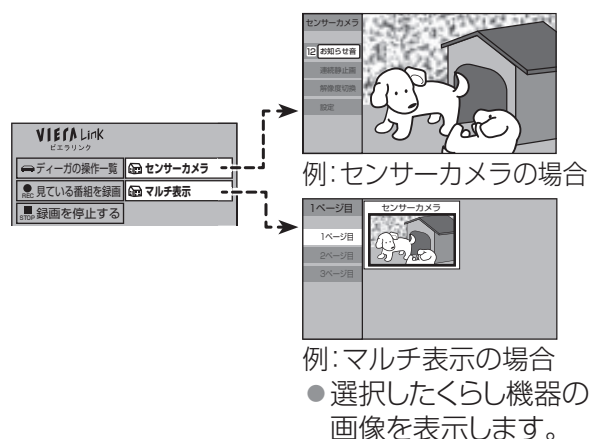 VIERA Link
ビエラリンク
ディーガの操作一覧
センサーカメラ
REC 見ている番組を録画
マルチ表示
STOP 録画を停止する
センサーカメラ
12 お知らせ音
連続静止画
解像度切換
設定
例:センサーカメラの場合
1ページ目
1ページ目
2ページ目
3ページ目
センサーカメラ
例:マルチ表示の場合
●選択したくらし機器の
画像を表示します。